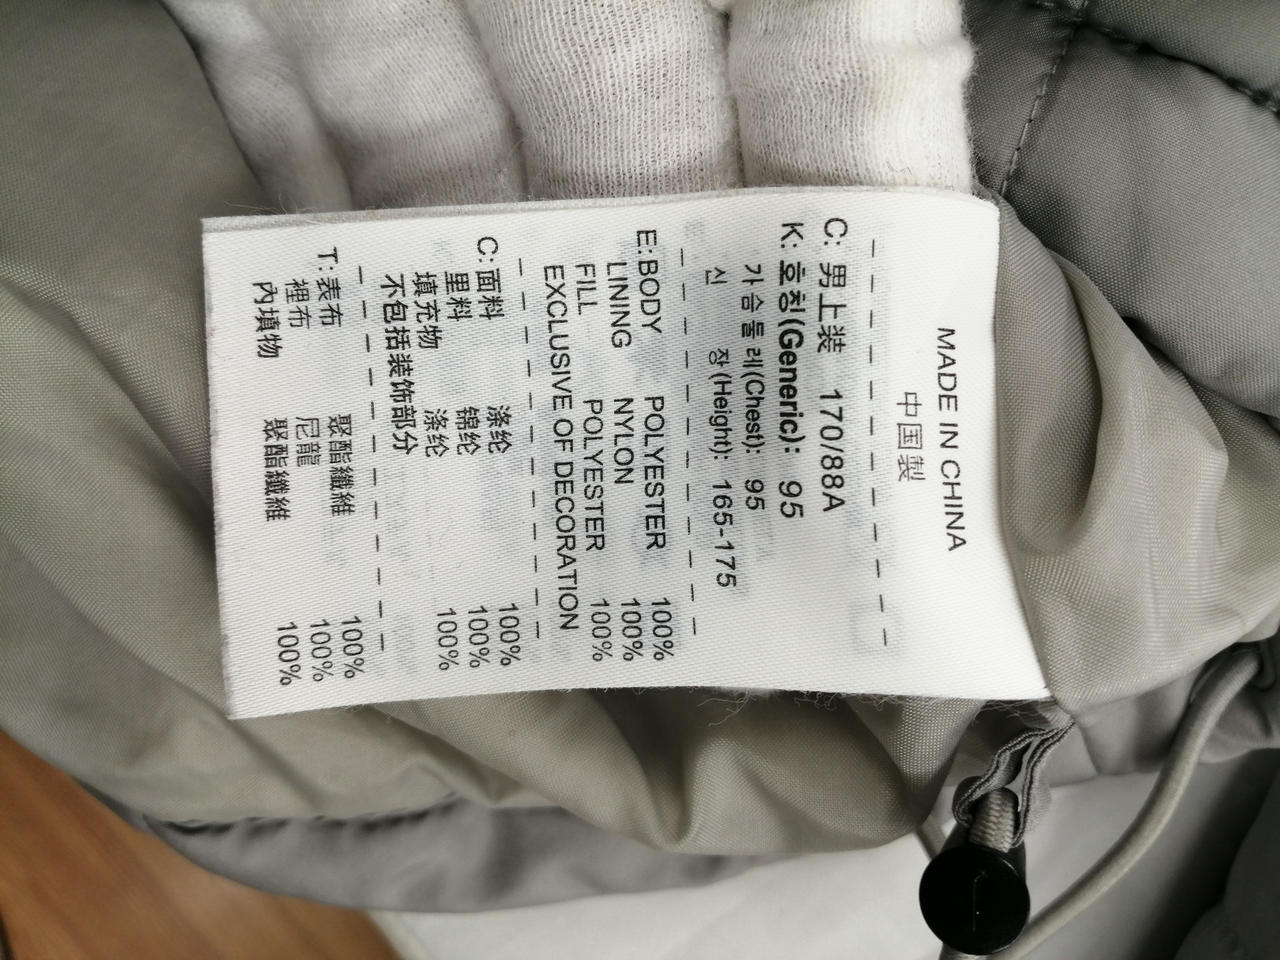 MADE IN CHINA
中国製
C: 男上装 170/88A
K: 호칭(Generic): 95
가슴둘레(Chest): 95
신 장(Height): 165-175
E: BODY POLYESTER 100%
LINING NYLON 100%
FILL POLYESTER 100%
EXCLUSIVE OF DECORATION
C: 面料 涤纶 100%
里料 锦纶 100%
填充物 涤纶 100%
不包括装饰部分
T: 表布 聚酯纖維 100%
裡布 尼龍 100%
內填物 聚酯纖維 100%